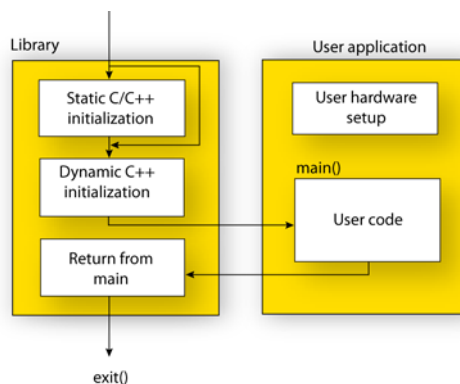 Library
Static C/C++
initialization
Dynamic C++
initialization
Return from
main
exit()
User application
User hardware
setup
main()
User code